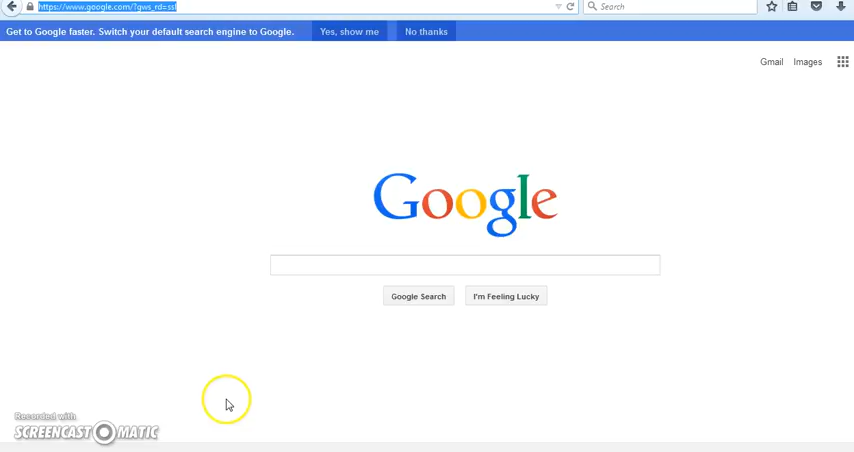 https://www.google.com/?gws_rd=ssl
Search
Get to Google faster. Switch your default search engine to Google.
Yes, show me
No thanks
Gmail
Images
Google
Google Search
I'm Feeling Lucky
Recorded with
SCREENCAST O MATIC